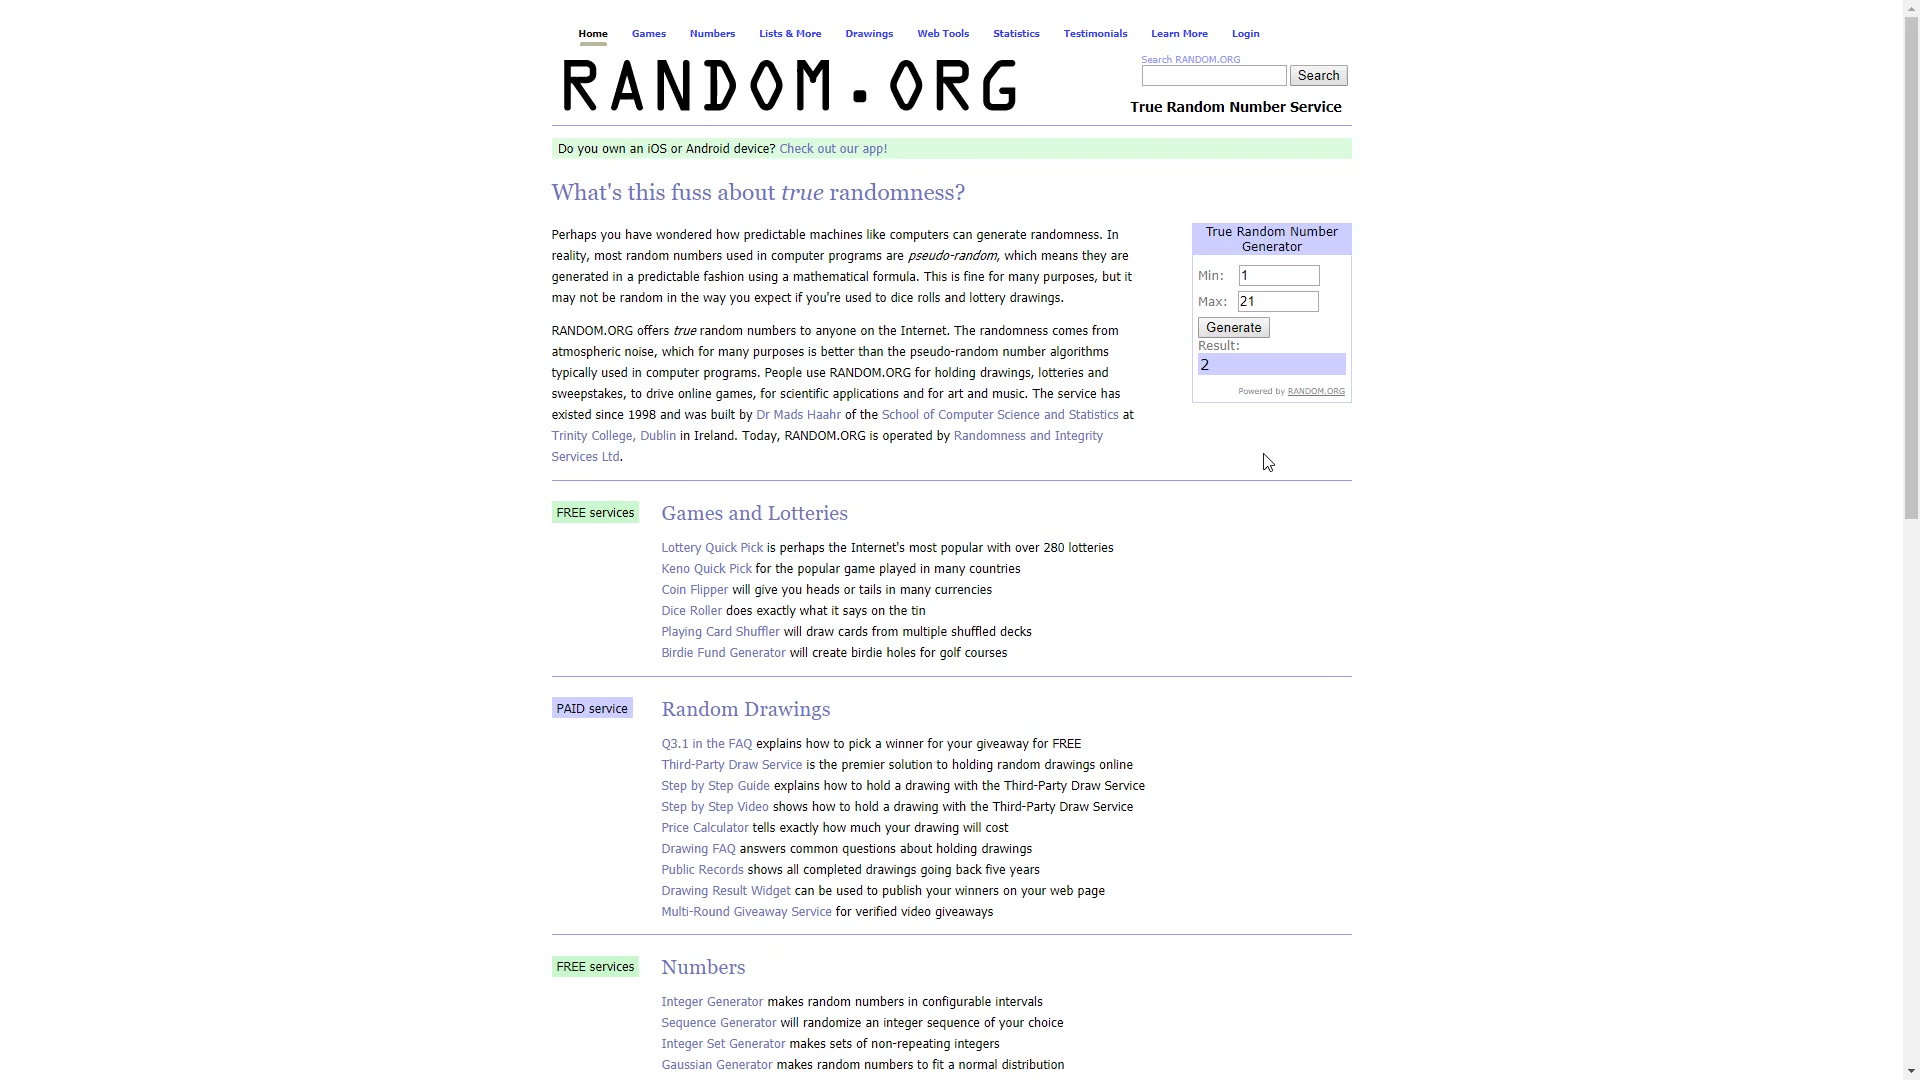 Home Games Numbers Lists & More Drawings Web Tools Statistics Testimonials Learn More Login
RANDOM.ORG
Search RANDOM.ORG
Search
True Random Number Service
Do you own an iOS or Android device? Check out our app!
What's this fuss about true randomness?
Perhaps you have wondered how predictable machines like computers can generate randomness. In
reality, most random numbers used in computer programs are pseudo-random, which means they are
generated in a predictable fashion using a mathematical formula. This is fine for many purposes, but it
may not be random in the way you expect if you're used to dice rolls and lottery drawings.
RANDOM.ORG offers true random numbers to anyone on the Internet. The randomness comes from
atmospheric noise, which for many purposes is better than the pseudo-random number algorithms
typically used in computer programs. People use RANDOM.ORG for holding drawings, lotteries and
sweepstakes, to drive online games, for scientific applications and for art and music. The service has
existed since 1998 and was built by Dr Mads Haahr of the School of Computer Science and Statistics at
Trinity College, Dublin in Ireland. Today, RANDOM.ORG is operated by Randomness and Integrity
Services Ltd.
True Random Number
Generator
Min: 1
Max: 21
Generate
Result:
2
Powered by RANDOM.ORG
FREE services
Games and Lotteries
Lottery Quick Pick is perhaps the Internet's most popular with over 280 lotteries
Keno Quick Pick for the popular game played in many countries
Coin Flipper will give you heads or tails in many currencies
Dice Roller does exactly what it says on the tin
Playing Card Shuffler will draw cards from multiple shuffled decks
Birdie Fund Generator will create birdie holes for golf courses
PAID service
Random Drawings
Q3.1 in the FAQ explains how to pick a winner for your giveaway for FREE
Third-Party Draw Service is the premier solution to holding random drawings online
Step by Step Guide explains how to hold a drawing with the Third-Party Draw Service
Step by Step Video shows how to hold a drawing with the Third-Party Draw Service
Price Calculator tells exactly how much your drawing will cost
Drawing FAQ answers common questions about holding drawings
Public Records shows all completed drawings going back five years
Drawing Result Widget can be used to publish your winners on your web page
Multi-Round Giveaway Service for verified video giveaways
FREE services
Numbers
Integer Generator makes random numbers in configurable intervals
Sequence Generator will randomize an integer sequence of your choice
Integer Set Generator makes sets of non-repeating integers
Gaussian Generator makes random numbers to fit a normal distribution